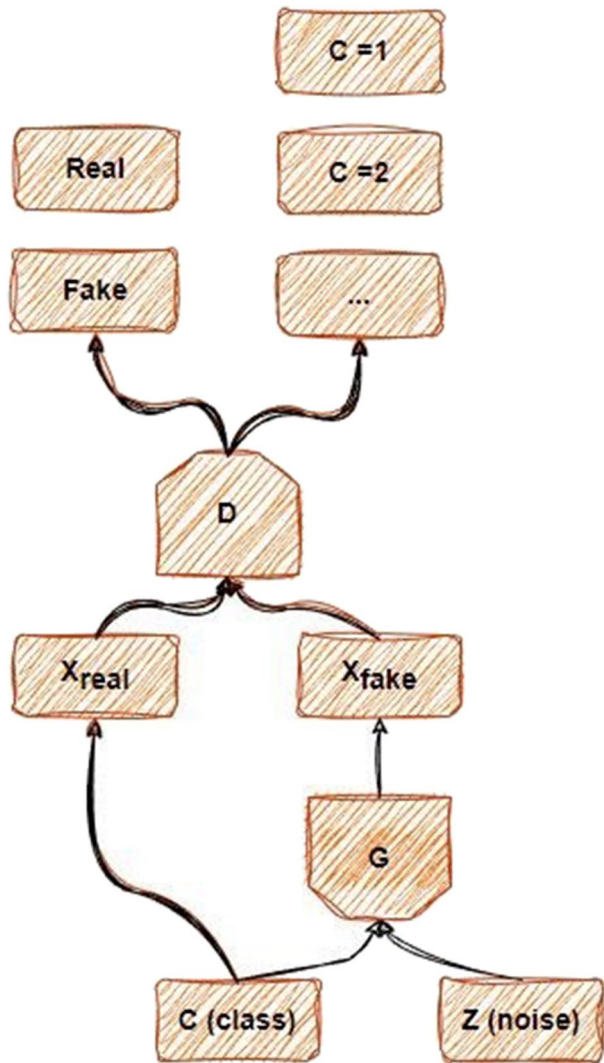 C =1
Real
C =2
Fake
...
D
Xreal
Xfake
G
C (class)
Z (noise)